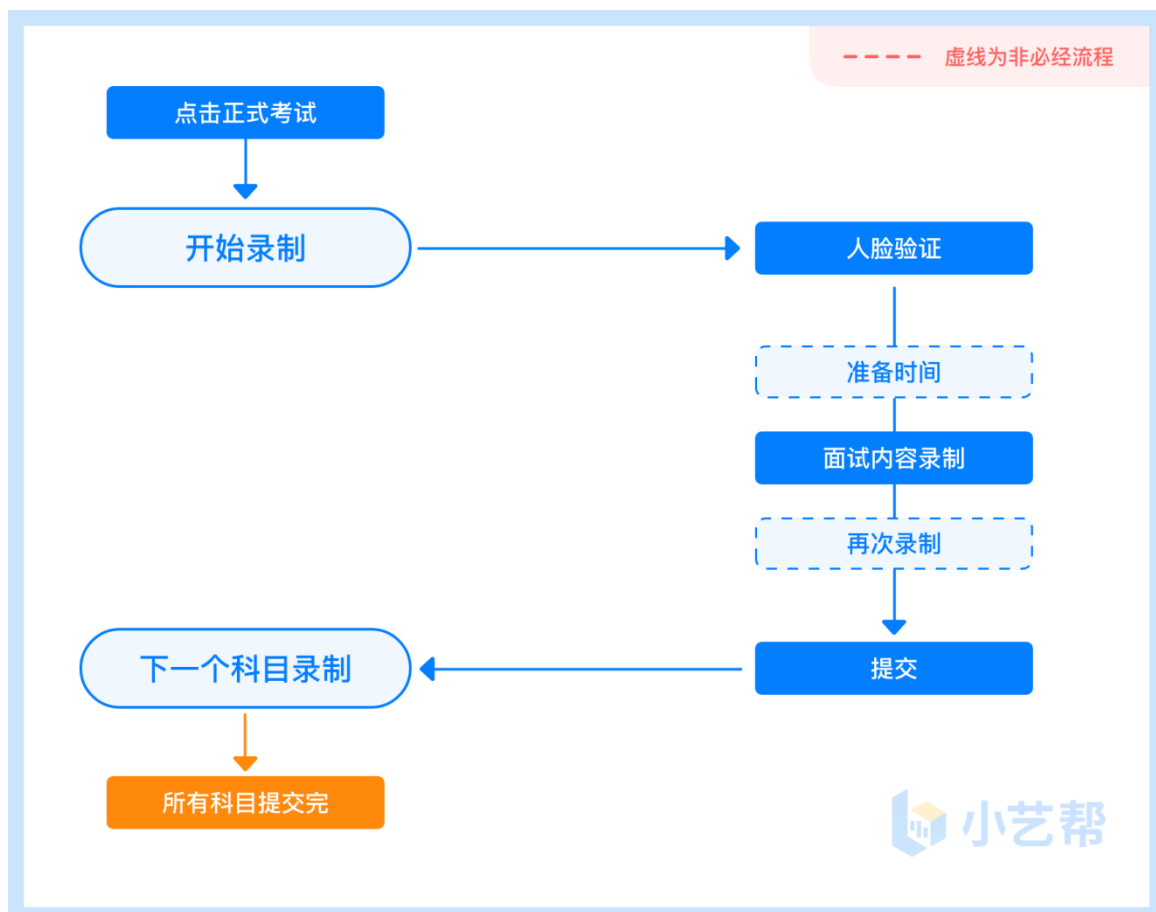 虚线为非必经流程
点击正式考试
开始录制
人脸验证
准备时间
面试内容录制
再次录制
提交
下一个科目录制
所有科目提交完
小艺帮